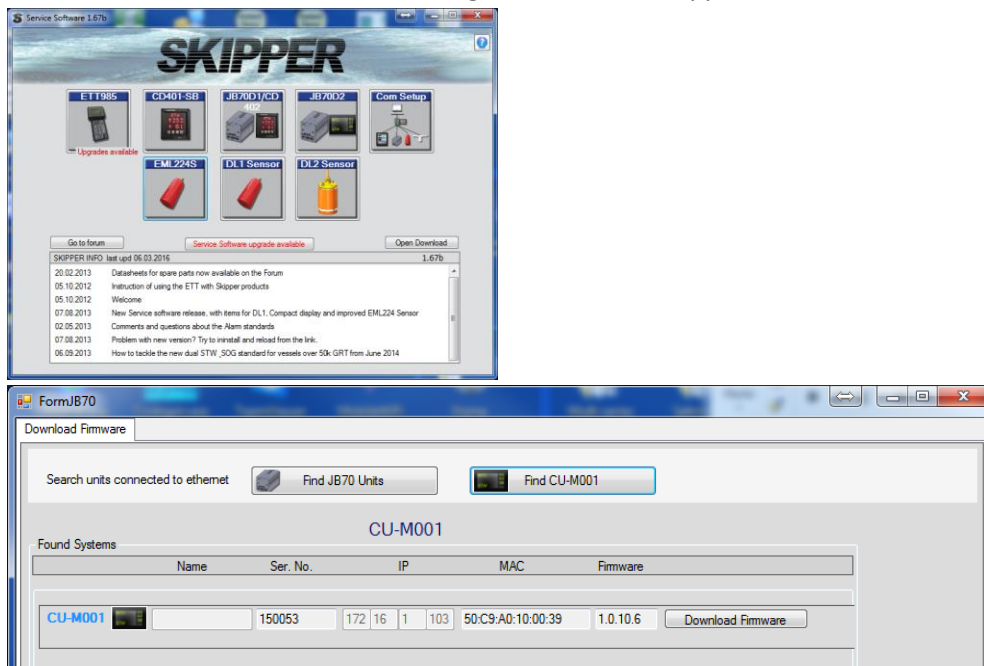 Service Software 1.67b
SKIPPER
ETT985
CD401-SB
JB70D1/CD
402
JB70D2
Com Setup
Upgrades available
EML224S
DL1 Sensor
DL2 Sensor
Go to forum
Service Software upgrade available
Open Download
SKIPPER INFO last upd 06.03.2016 1.67b
20.02.2013 Datasheets for spare parts now available on the Forum
05.10.2012 Instruction of using the ETT with Skipper products
05.10.2012 Welcome
07.08.2013 New Service software release, with items for DL1, Compact display and improved EML224 Sensor
02.05.2013 Comments and questions about the Alarm standards
07.08.2013 Problem with new version? Try to ininstall and reload from the link.
06.09.2013 How to tackle the new dual STW ,SOG standard for vessels over 50k GRT from June 2014
FormJB70
Download Firmware
Search units connected to ethernet
Find JB70 Units
Find CU-M001
CU-M001
Found Systems
Name Ser. No. IP MAC Firmware
CU-M001 150053 172 16 1 103 50:C9:A0:10:00:39 1.0.10.6 Download Firmware